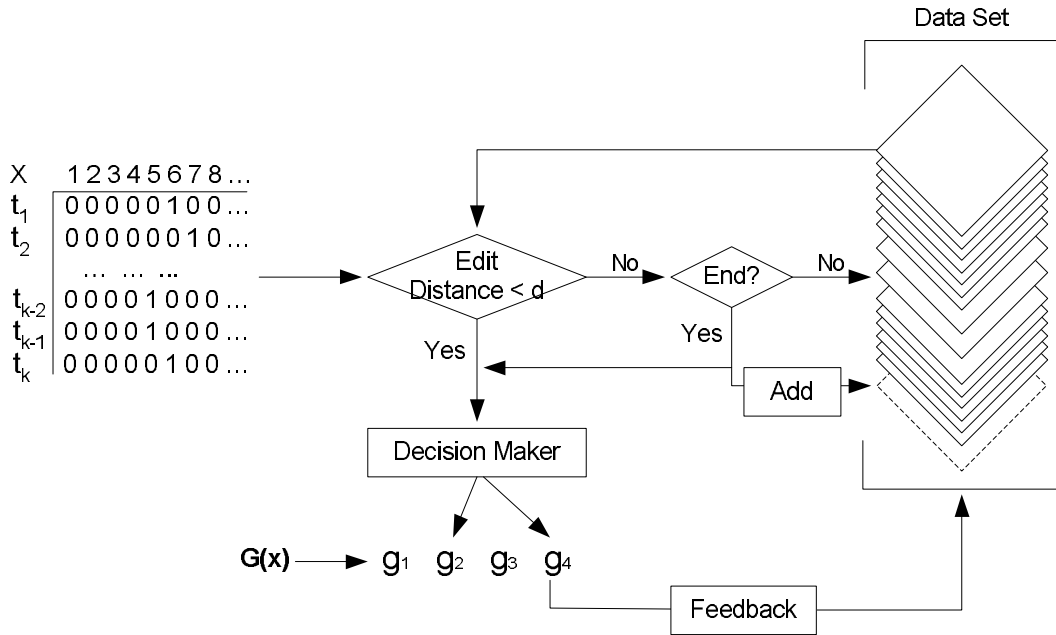 Data Set
X 1 2 3 4 5 6 7 8 ...
t1 0 0 0 0 0 1 0 0 ...
t2 0 0 0 0 0 0 1 0 ...
... ... ...
tk-2 0 0 0 0 1 0 0 0 ...
tk-1 0 0 0 0 1 0 0 0 ...
tk 0 0 0 0 0 1 0 0 ...
Edit
Distance < d
No
End?
No
Yes
Yes
Add
Decision Maker
G(x) g1 g2 g3 g4
Feedback